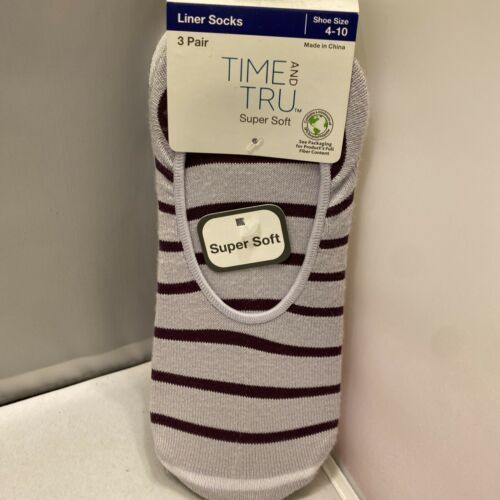 Liner Socks
Shoe Size
4-10
3 Pair
Made in China
TIME AND
TRU™
Super Soft
See Packaging
for Product's Full
Fiber Content
Super Soft